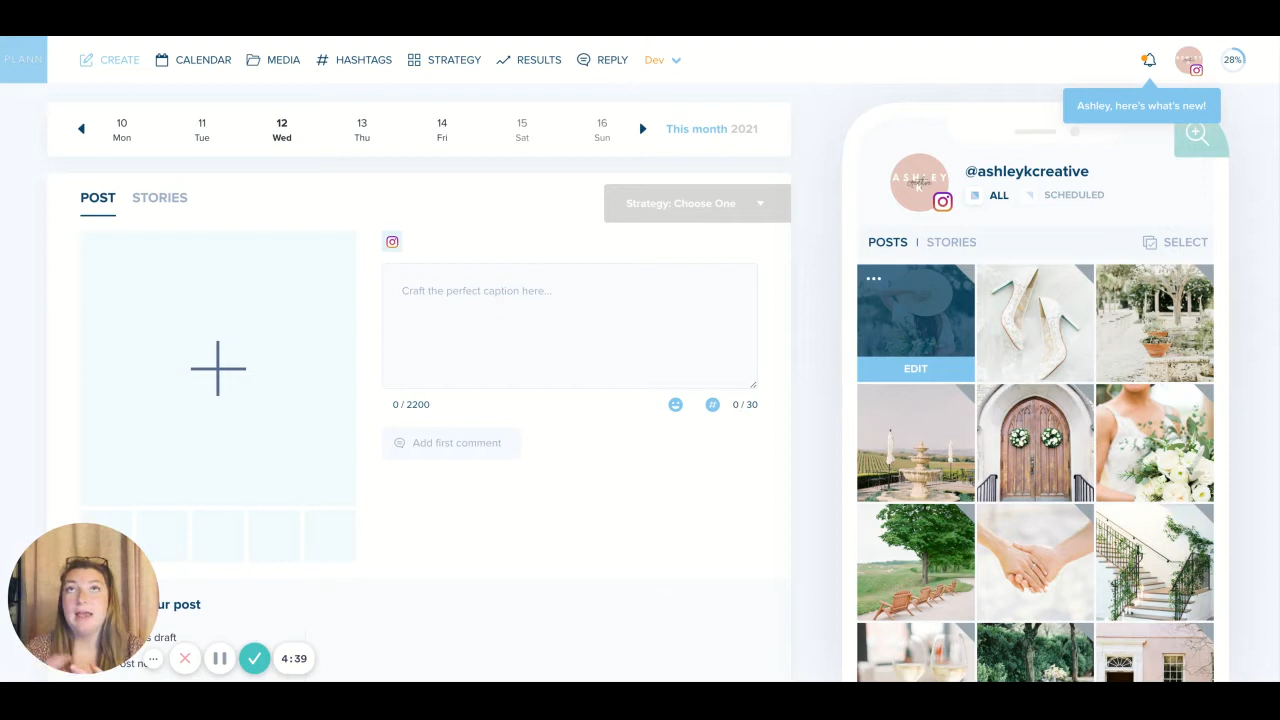 PLANN
CREATE
CALENDAR
MEDIA
HASHTAGS
STRATEGY
RESULTS
REPLY
Dev
28%
Ashley, here's what's new!
10
11
12
13
14
15
16
Mon
Tue
Wed
Thu
Fri
Sat
Sun
This month 2021
POST
STORIES
Strategy: Choose One
Craft the perfect caption here...
0 / 2200
#
0 / 30
Add first comment
ur post
s draft
ost n
4:39
ASHLEY
creative
K
@ashleykcreative
ALL
SCHEDULED
POSTS | STORIES
SELECT
EDIT